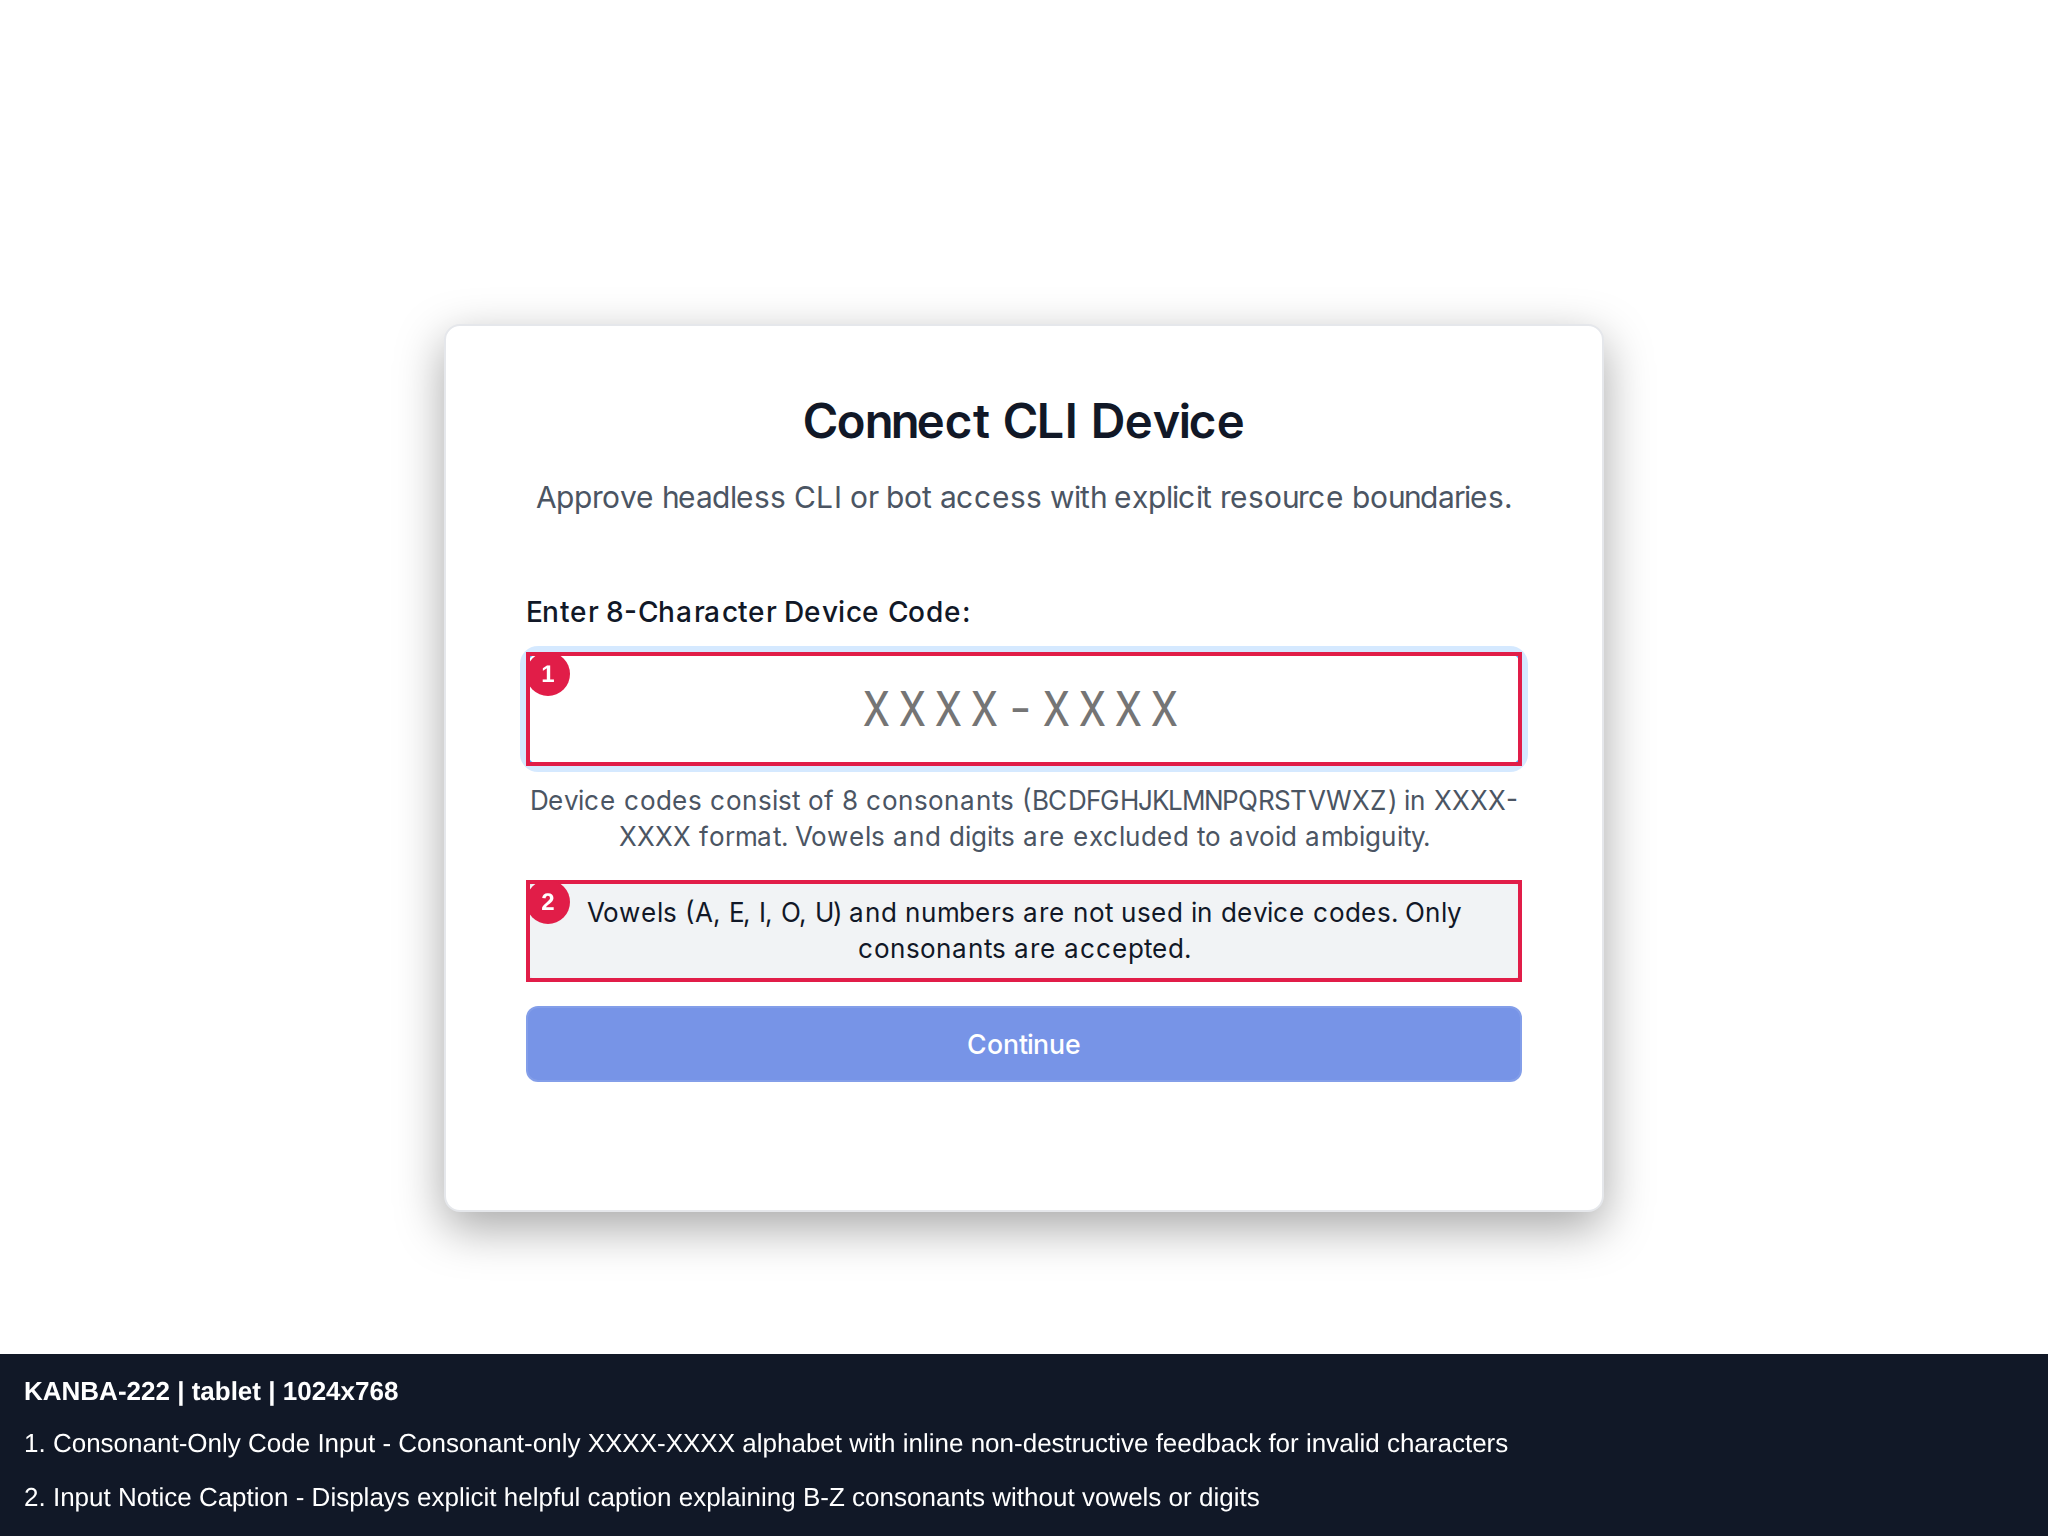 Connect CLI Device
Approve headless CLI or bot access with explicit resource boundaries.
Enter 8-Character Device Code:
1
XXXX-XXXX
Device codes consist of 8 consonants (BCDFGHJKLMNPQRSTVWXZ) in XXXX-
XXXX format. Vowels and digits are excluded to avoid ambiguity.
2
Vowels (A, E, I, O, U) and numbers are not used in device codes. Only
consonants are accepted.
Continue
KANBA-222 | tablet | 1024x768
1. Consonant-Only Code Input - Consonant-only XXXX-XXXX alphabet with inline non-destructive feedback for invalid characters
2. Input Notice Caption - Displays explicit helpful caption explaining B-Z consonants without vowels or digits